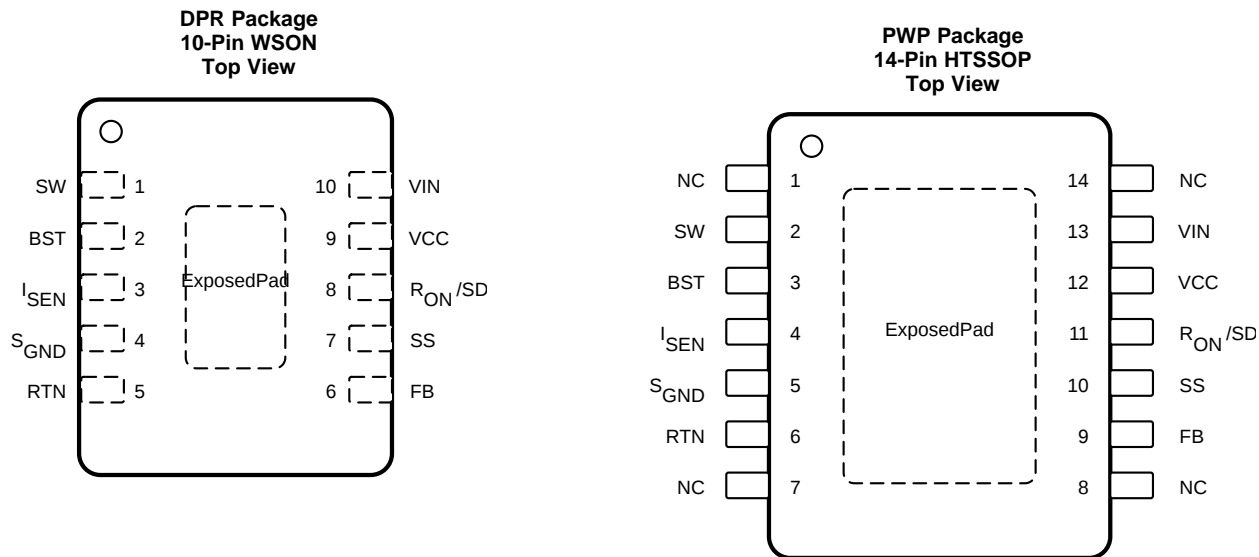 DPR Package
10-Pin WSON
Top View
SW 1 10 VIN
BST 2 9 VCC
ISEN 3 ExposedPad 8 RON/SD
SGND 4 7 SS
RTN 5 6 FB
PWP Package
14-Pin HTSSOP
Top View
NC 1 14 NC
SW 2 13 VIN
BST 3 12 VCC
ISEN 4 ExposedPad 11 RON/SD
SGND 5 10 SS
RTN 6 9 FB
NC 7 8 NC